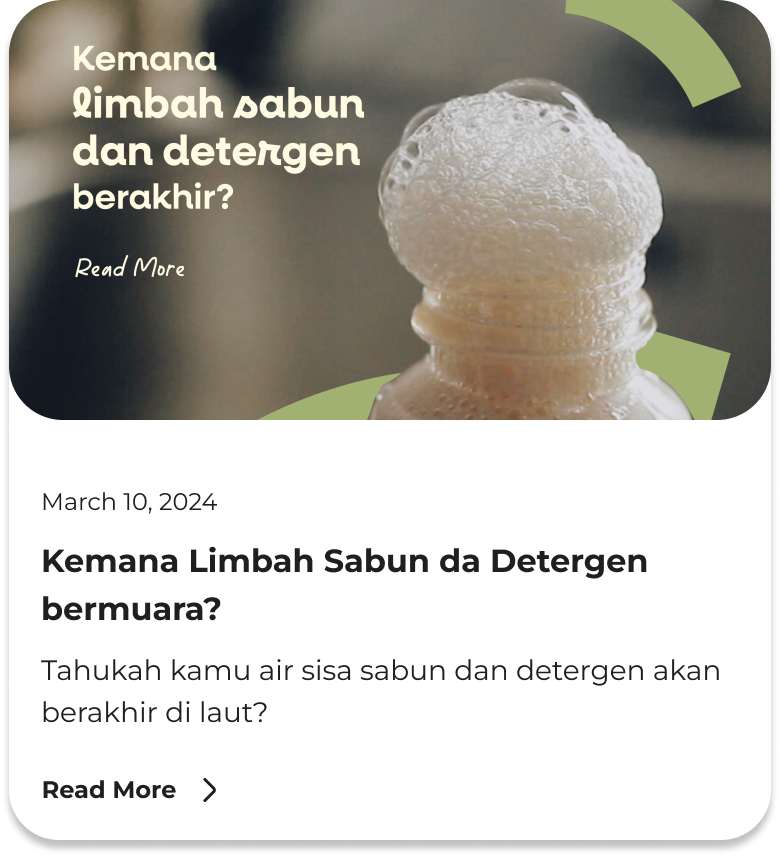 Kemana
limbah sabun
dan detergen
berakhir?
Read More
March 10, 2024
Kemana Limbah Sabun da Detergen
bermuara?
Tahukah kamu air sisa sabun dan detergen akan
berakhir di laut?
Read More